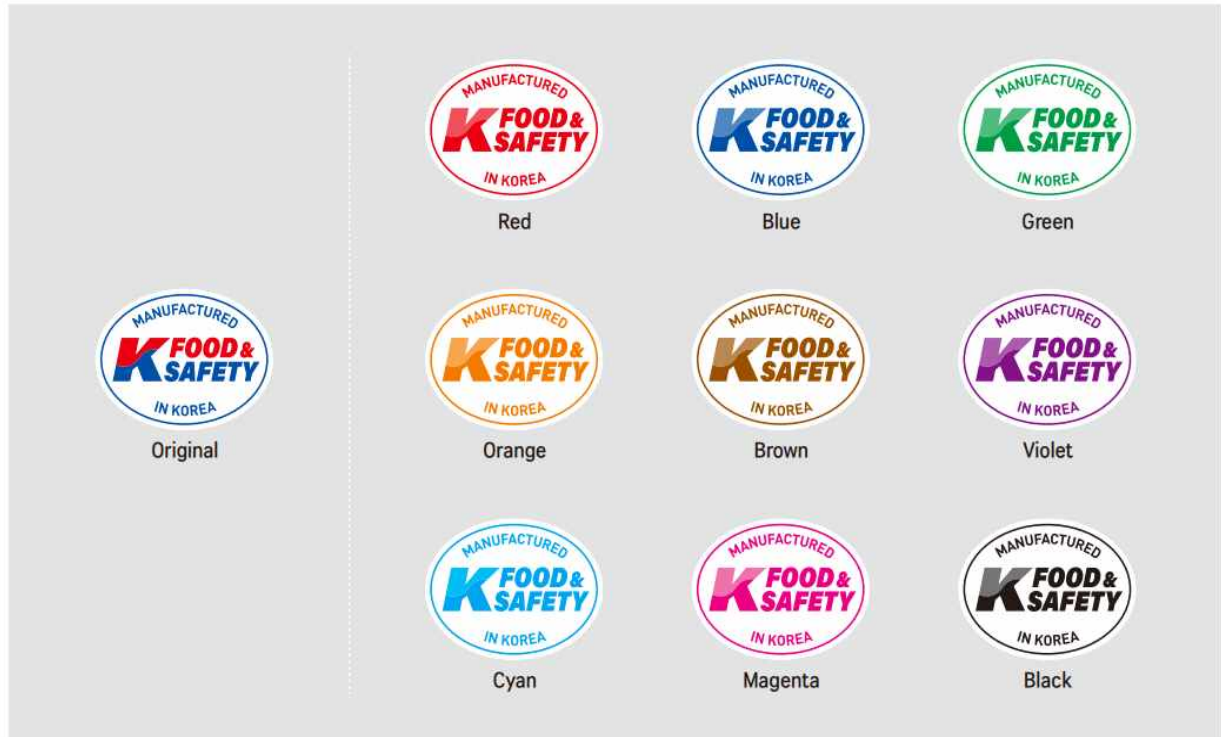 MANUFACTURED
K FOOD &
SAFETY
IN KOREA
Red
MANUFACTURED
K FOOD &
SAFETY
IN KOREA
Blue
MANUFACTURED
K FOOD &
SAFETY
IN KOREA
Green
MANUFACTURED
K FOOD &
SAFETY
IN KOREA
Original
MANUFACTURED
K FOOD &
SAFETY
IN KOREA
Orange
MANUFACTURED
K FOOD &
SAFETY
IN KOREA
Brown
MANUFACTURED
K FOOD &
SAFETY
IN KOREA
Violet
MANUFACTURED
K FOOD &
SAFETY
IN KOREA
Cyan
MANUFACTURED
K FOOD &
SAFETY
IN KOREA
Magenta
MANUFACTURED
K FOOD &
SAFETY
IN KOREA
Black